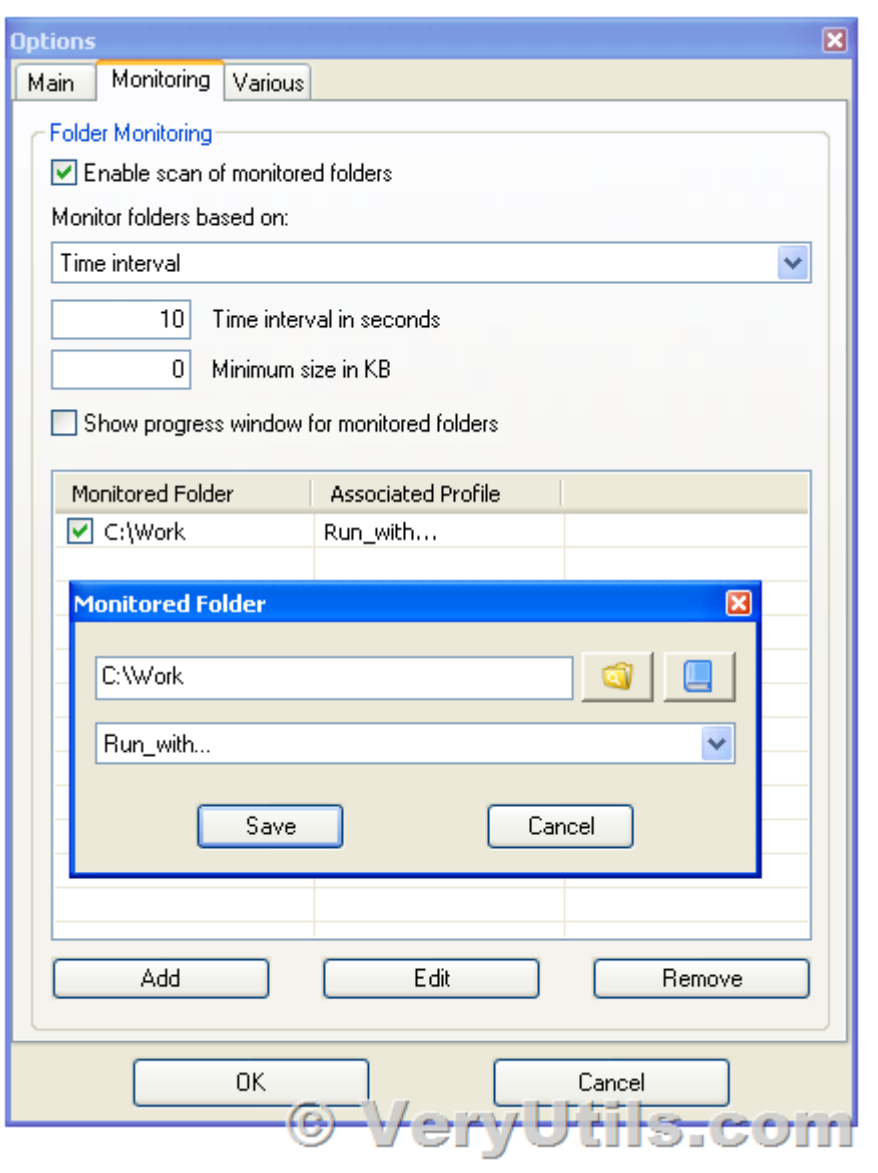 Options
Main Monitoring Various
Folder Monitoring
Enable scan of monitored folders
Monitor folders based on:
Time interval
10 Time interval in seconds
0 Minimum size in KB
Show progress window for monitored folders
Monitored Folder Associated Profile
C:\Work Run_with...
Monitored Folder
C:\Work
Run_with...
Save Cancel
Add Edit Remove
OK Cancel
© VeryUtils.com